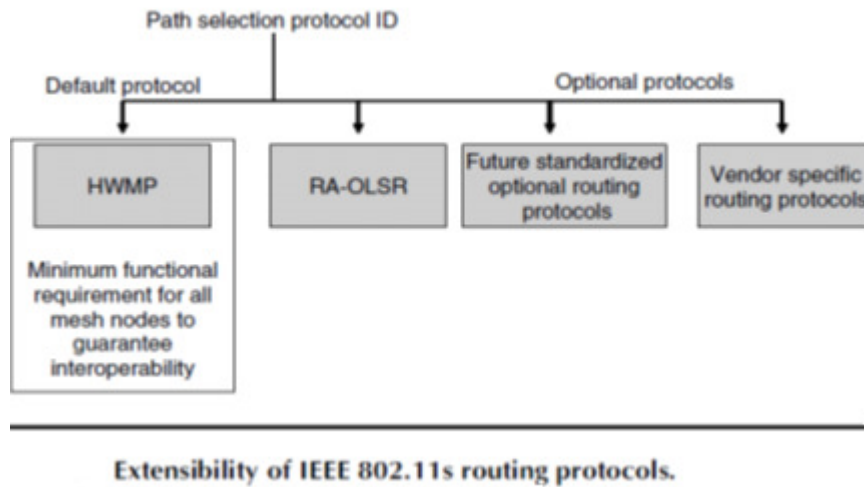 Path selection protocol ID
Default protocol
Optional protocols
HWMP
RA-OLSR
Future standardized
optional routing
protocols
Vendor specific
routing protocols
Minimum functional
requirement for all
mesh nodes to
guarantee
interoperability
Extensibility of IEEE 802.11s routing protocols.